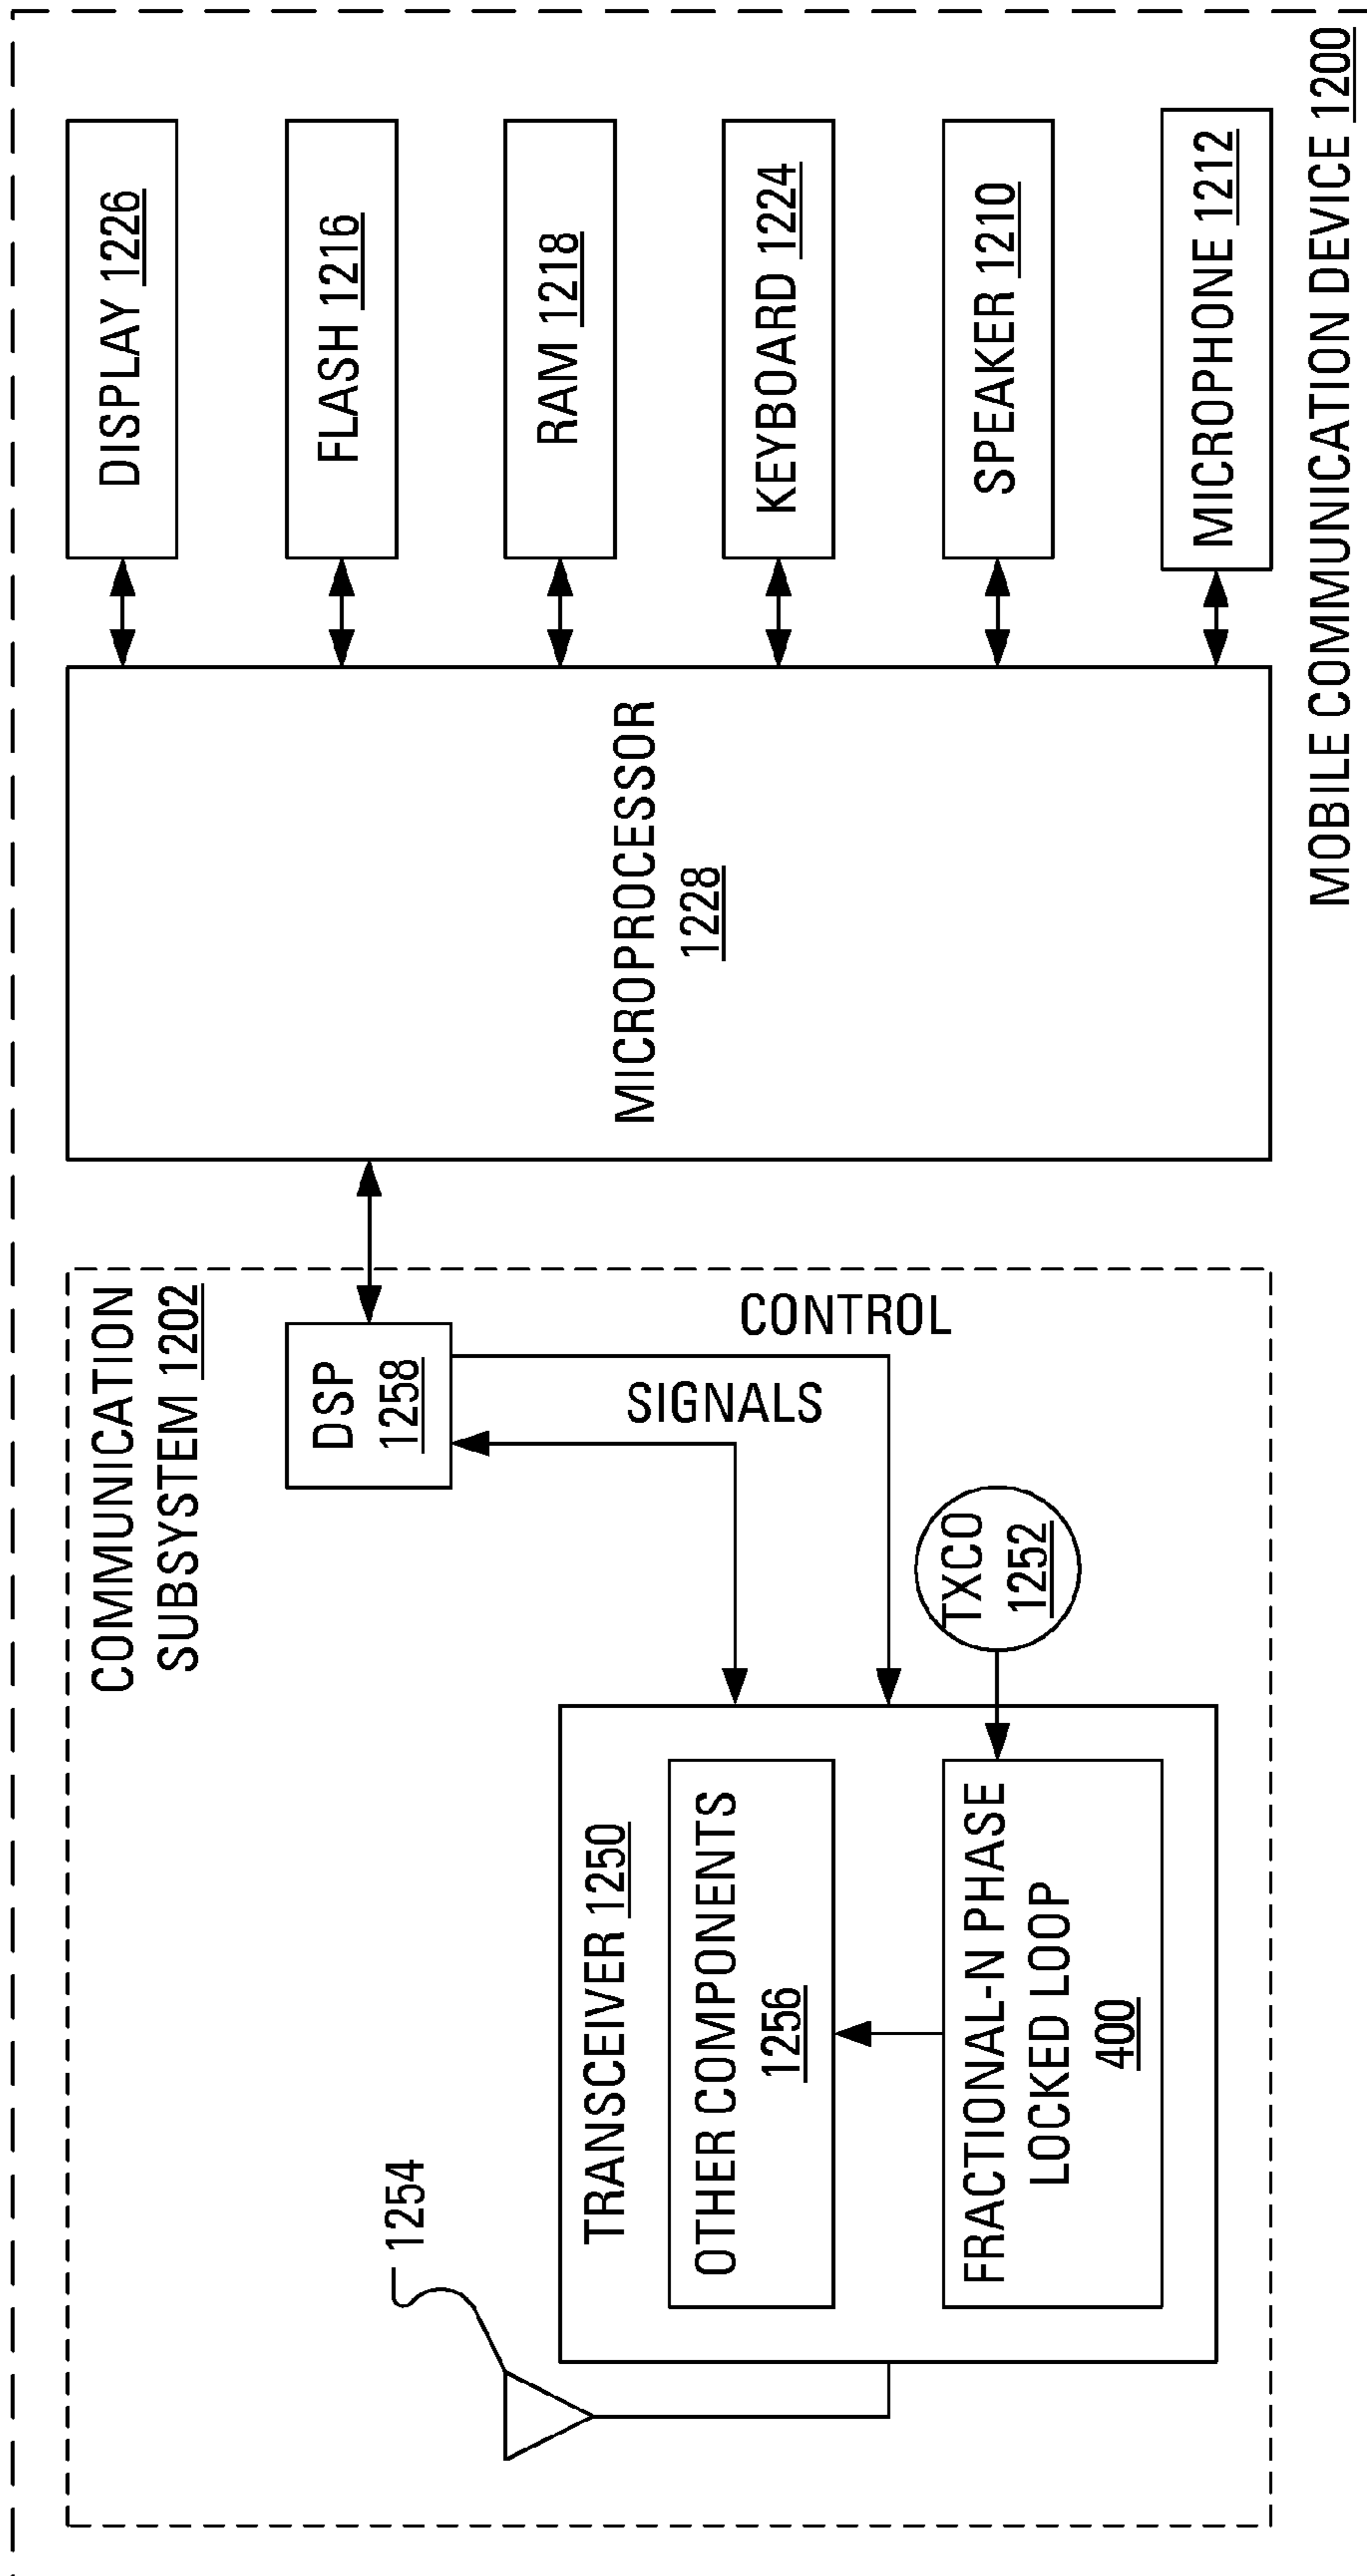 COMMUNICATION
SUBSYSTEM 1202
1254
TRANSCEIVER 1250
OTHER COMPONENTS
1256
FRACTIONAL-N PHASE
LOCKED LOOP
400
TXCO
1252
DSP
1258
SIGNALS
CONTROL
MICROPROCESSOR
1228
DISPLAY 1226
FLASH 1216
RAM 1218
KEYBOARD 1224
SPEAKER 1210
MICROPHONE 1212
MOBILE COMMUNICATION DEVICE 1200